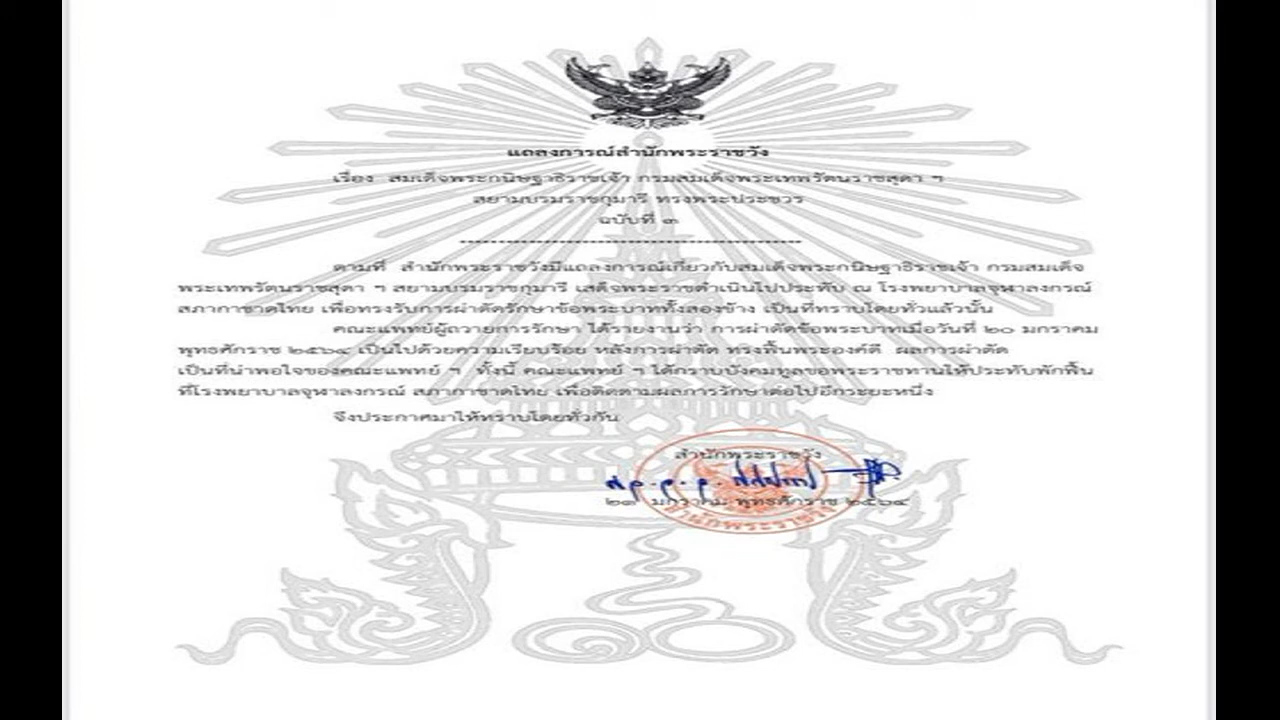 แถลงการณ์สำนักพระราชวัง
เรื่อง สมเด็จพระกนิษฐาธิราชเจ้า กรมสมเด็จพระเทพรัตนราชสุดา ฯ
สยามบรมราชกุมารี ทรงพระประชวร
ฉบับที่ ๓
ตามที่ สำนักพระราชวังมีแถลงการณ์เกี่ยวกับสมเด็จพระกนิษฐาธิราชเจ้า กรมสมเด็จ
พระเทพรัตนราชสุดา ฯ สยามบรมราชกุมารี เสด็จพระราชดำเนินไปประทับ ณ โรงพยาบาลจุฬาลงกรณ์
สภากาชาดไทย เพื่อทรงรับการผ่าตัดรักษาข้อพระบาททั้งสองข้าง เป็นที่ทราบโดยทั่วแล้วนั้น
คณะแพทย์ผู้ถวายการรักษา ได้รายงานว่า การผ่าตัดข้อพระบาทเมื่อวันที่ ๒๐ มกราคม
พุทธศักราช ๒๕๖๔ เป็นไปด้วยความเรียบร้อย หลังการผ่าตัด ทรงฟื้นพระองค์ดี ผลการผ่าตัด
เป็นที่น่าพอใจของคณะแพทย์ ฯ ทั้งนี้ คณะแพทย์ ฯ ได้กราบบังคมทูลขอพระราชทานให้ประทับพักฟื้น
ที่โรงพยาบาลจุฬาลงกรณ์ สภากาชาดไทย เพื่อติดตามผลการรักษาต่อไปอีกระยะหนึ่ง
จึงประกาศมาให้ทราบโดยทั่วกัน
สำนักพระราชวัง
มกราคม พุทธศักราช ๒๕๖๔
สำนักพระราชวัง